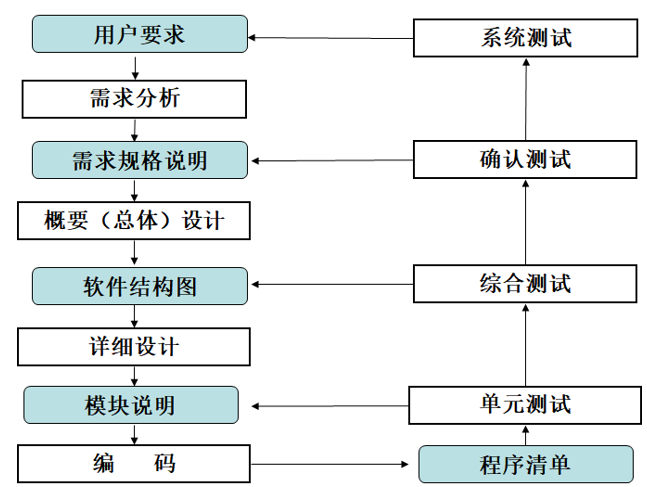 用户要求
系统测试
需求分析
需求规格说明
确认测试
概要（总体）设计
软件结构图
综合测试
详细设计
模块说明
单元测试
编 码
程序清单